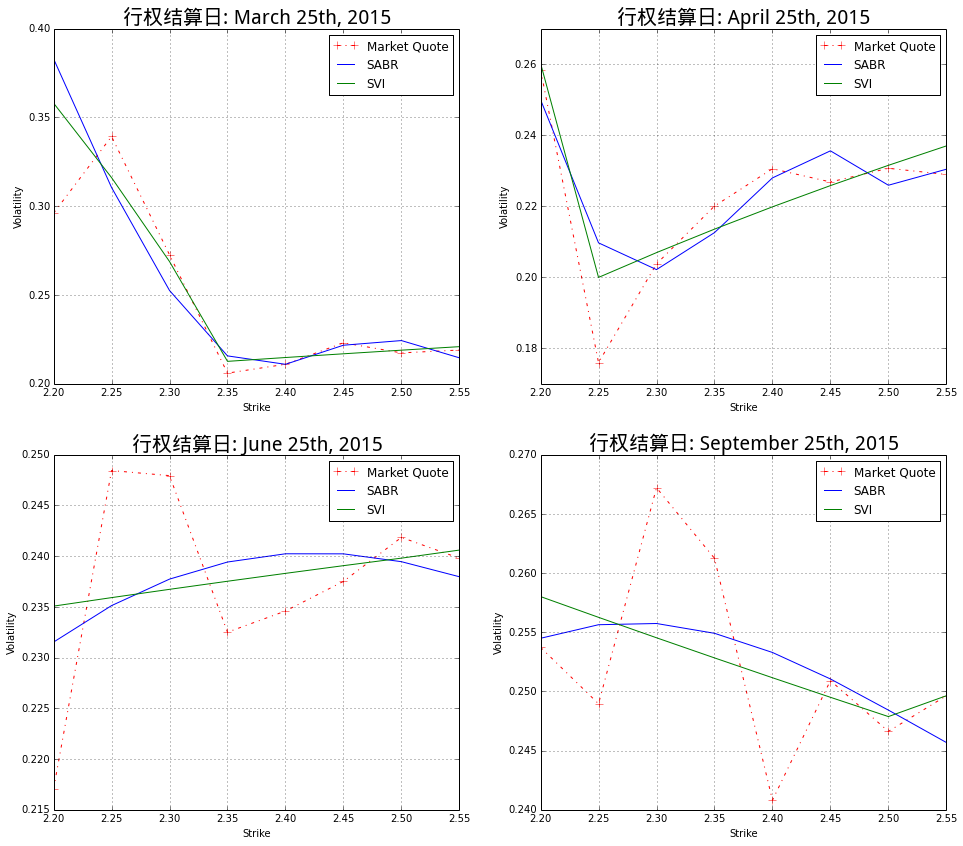 行权结算日: March 25th, 2015
0.40
0.35
0.30
0.25
0.20
Volatility
2.20 2.25 2.30 2.35 2.40 2.45 2.50 2.55
Strike
Market Quote
SABR
SVI
行权结算日: April 25th, 2015
0.26
0.24
0.22
0.20
0.18
Volatility
2.20 2.25 2.30 2.35 2.40 2.45 2.50 2.55
Strike
Market Quote
SABR
SVI
行权结算日: June 25th, 2015
0.250
0.245
0.240
0.235
0.230
0.225
0.220
0.215
Volatility
2.20 2.25 2.30 2.35 2.40 2.45 2.50 2.55
Strike
Market Quote
SABR
SVI
行权结算日: September 25th, 2015
0.270
0.265
0.260
0.255
0.250
0.245
0.240
Volatility
2.20 2.25 2.30 2.35 2.40 2.45 2.50 2.55
Strike
Market Quote
SABR
SVI